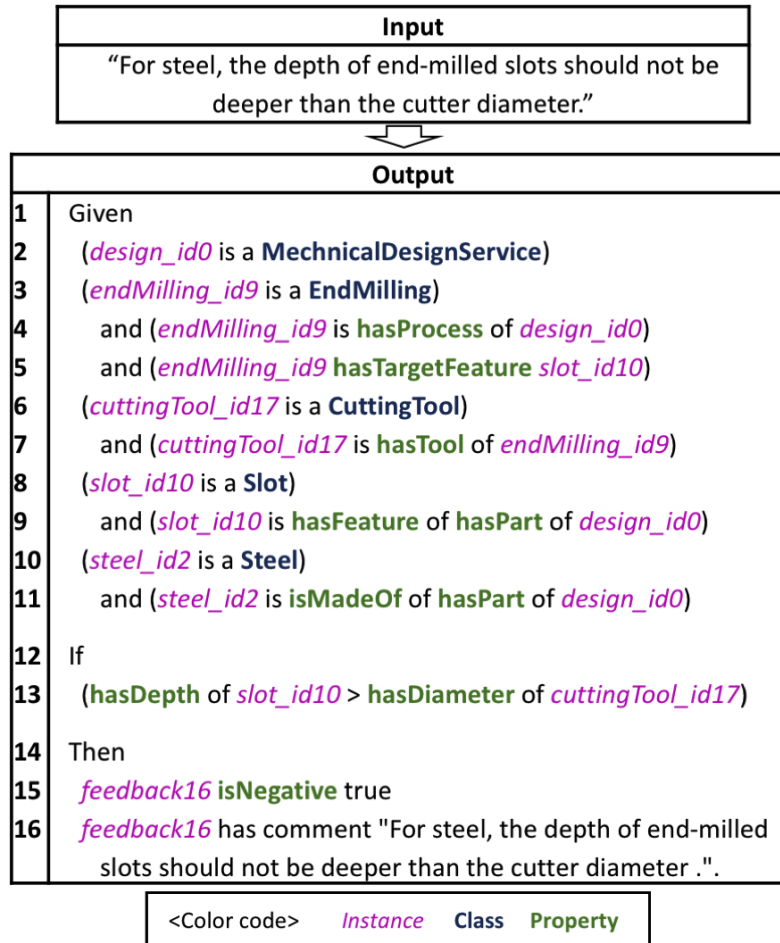 Input
“For steel, the depth of end-milled slots should not be
deeper than the cutter diameter.”
Output
1 Given
2 (design_id0 is a MechnicalDesignService)
3 (endMilling_id9 is a EndMilling)
4 and (endMilling_id9 is hasProcess of design_id0)
5 and (endMilling_id9 hasTargetFeature slot_id10)
6 (cuttingTool_id17 is a CuttingTool)
7 and (cuttingTool_id17 is hasTool of endMilling_id9)
8 (slot_id10 is a Slot)
9 and (slot_id10 is hasFeature of hasPart of design_id0)
10 (steel_id2 is a Steel)
11 and (steel_id2 is isMadeOf of hasPart of design_id0)
12 If
13 (hasDepth of slot_id10 > hasDiameter of cuttingTool_id17)
14 Then
15 feedback16 isNegative true
16 feedback16 has comment "For steel, the depth of end-milled
slots should not be deeper than the cutter diameter .".
<Color code> Instance Class Property